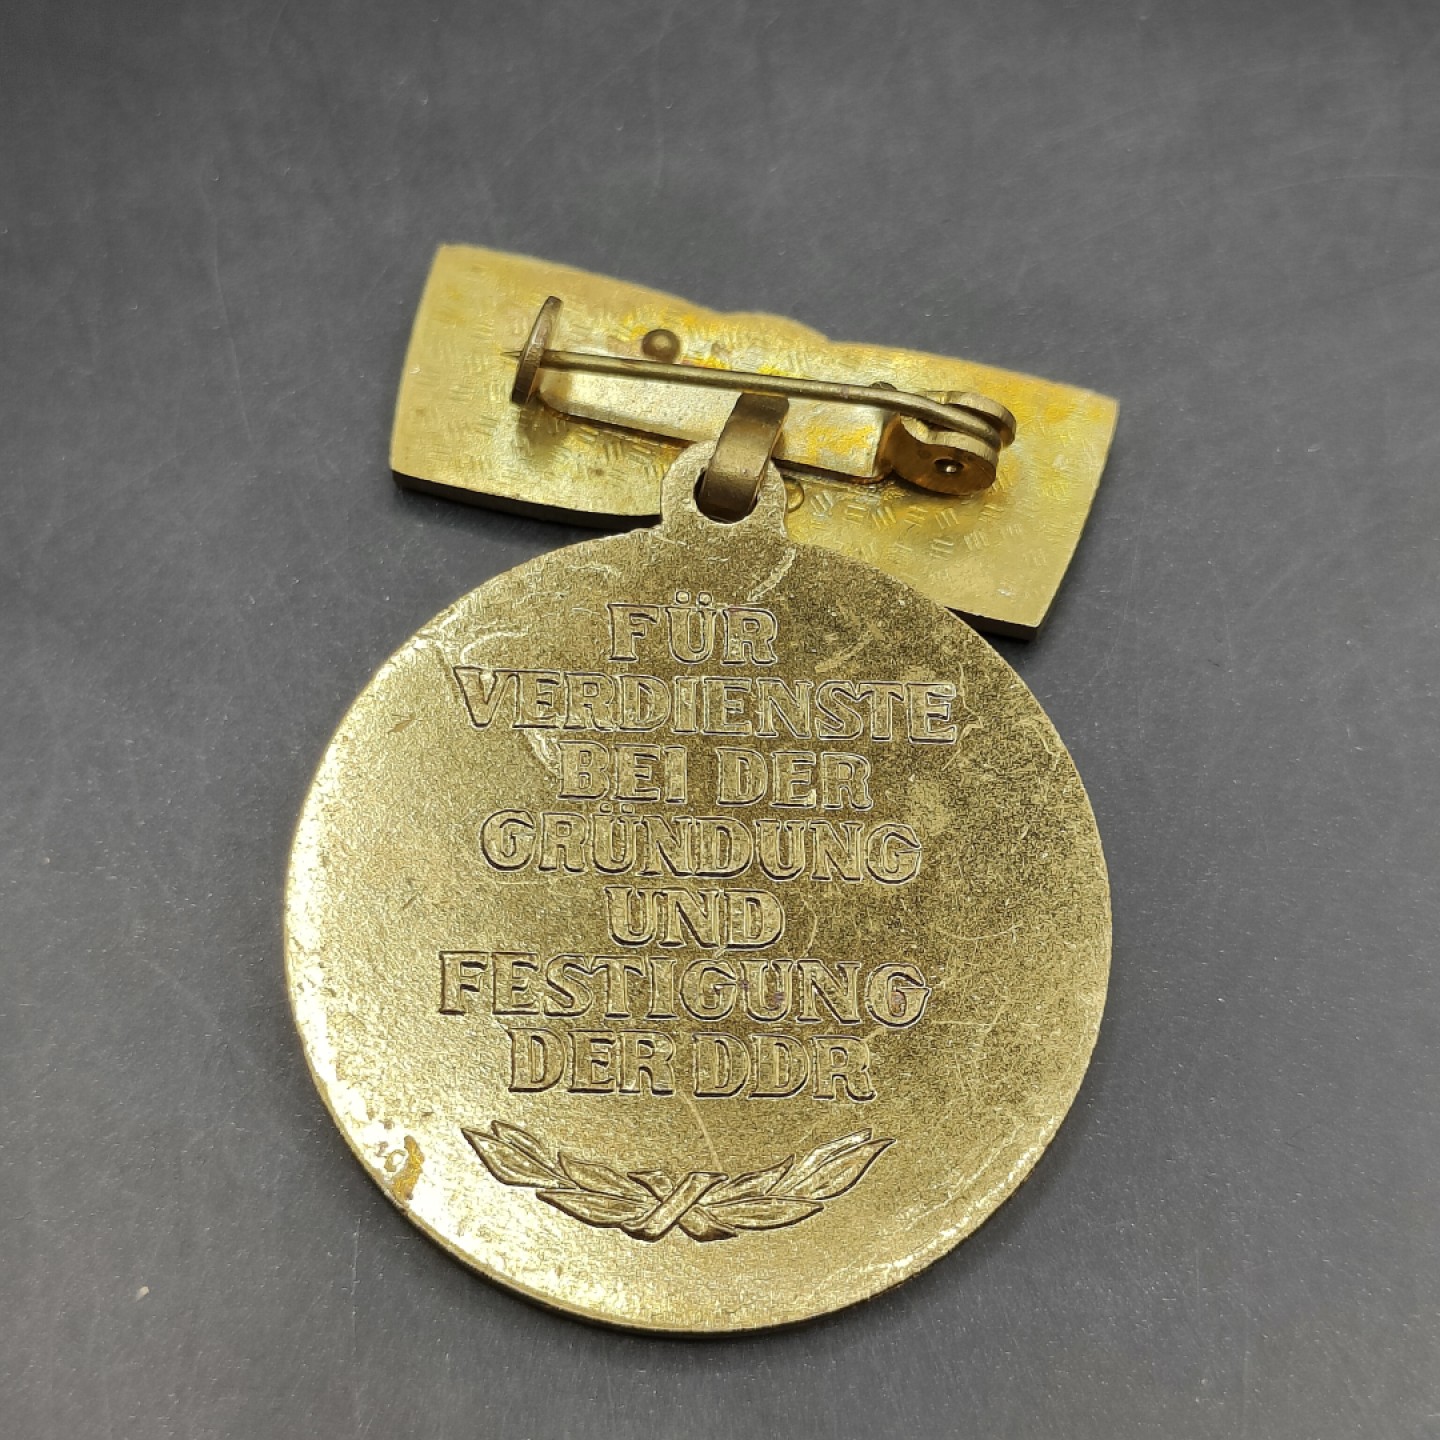 FÜR
VERDIENSTE
BEI DER
GRÜNDUNG
UND
FESTIGUNG
DER DDR